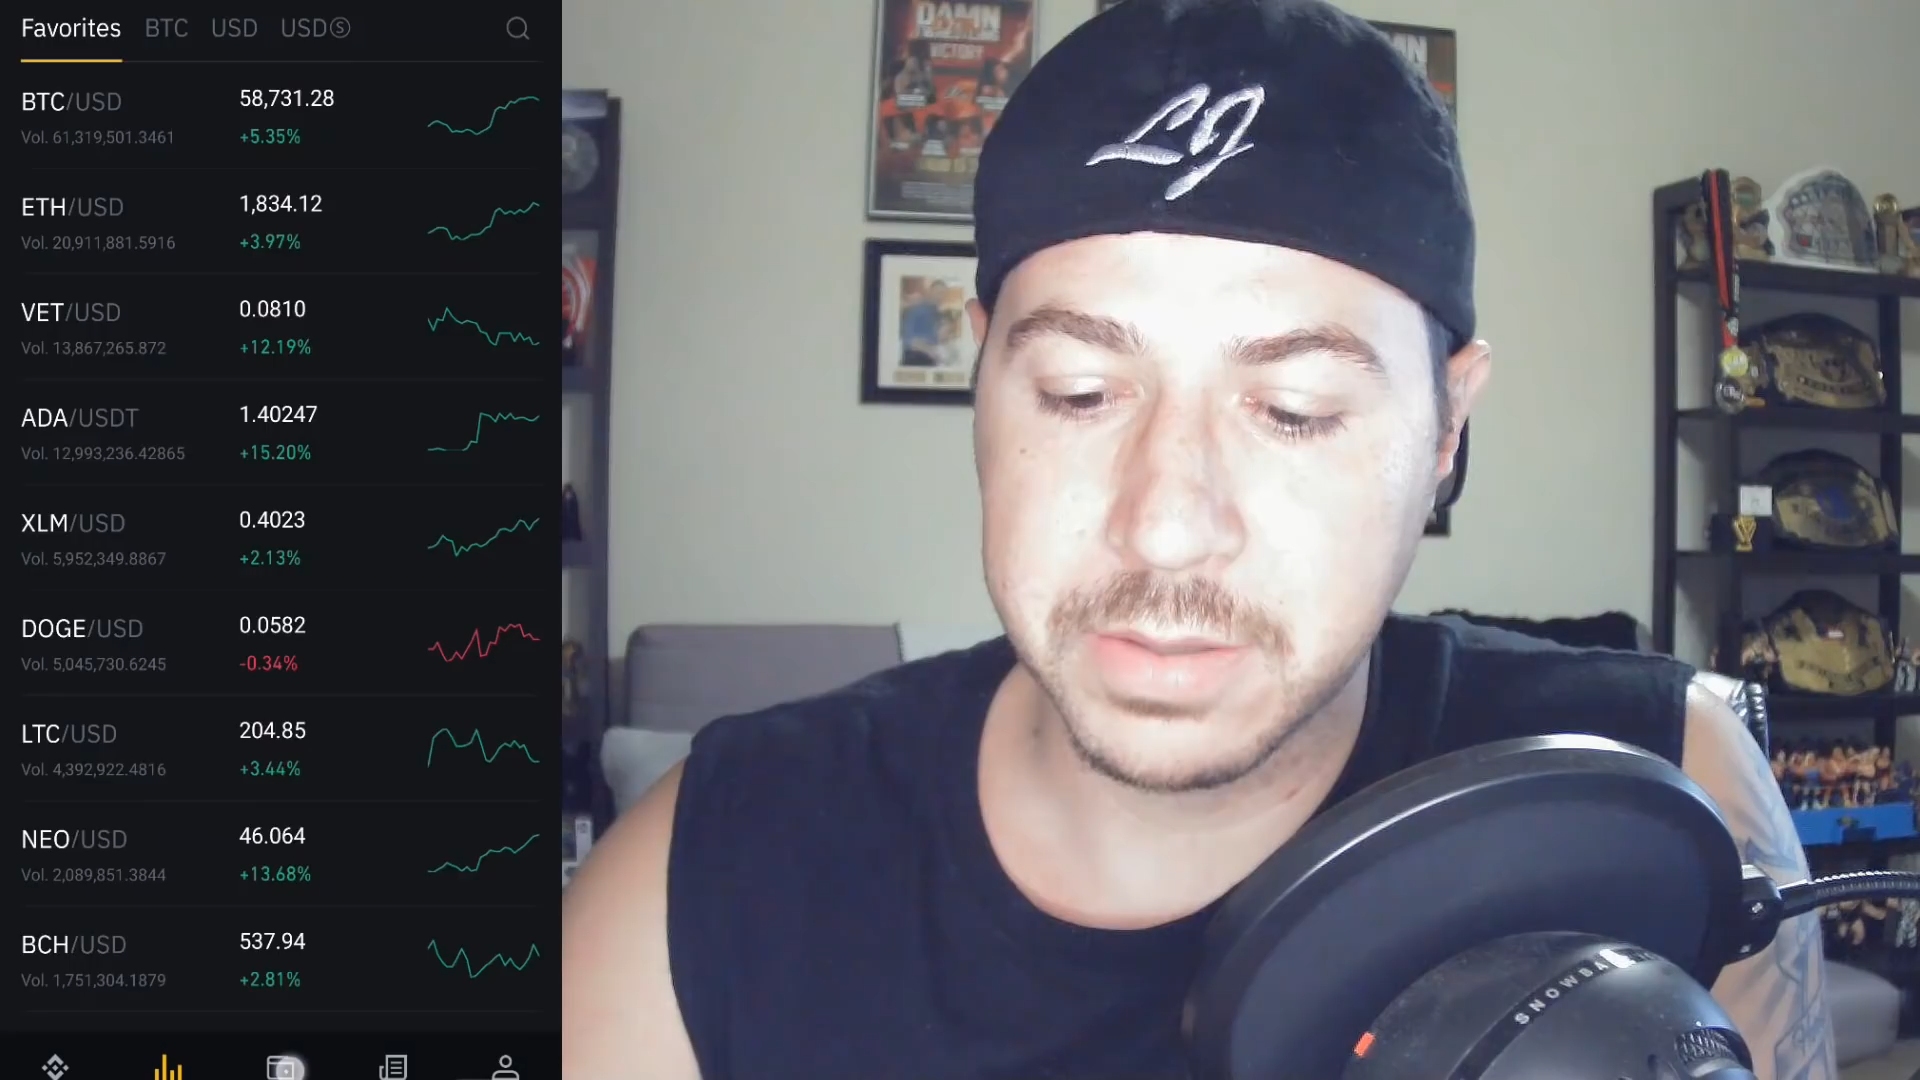 Favorites BTC USD USDⓈ
BTC/USD 58,731.28
Vol. 61,319,501.3461 +5.35%
ETH/USD 1,834.12
Vol. 20,911,881.5916 +3.97%
VET/USD 0.0810
Vol. 13,867,265.872 +12.19%
ADA/USDT 1.40247
Vol. 12,993,236.42865 +15.20%
XLM/USD 0.4023
Vol. 5,952,349.8867 +2.13%
DOGE/USD 0.0582
Vol. 5,045,730.6245 -0.34%
LTC/USD 204.85
Vol. 4,392,922.4816 +3.44%
NEO/USD 46.064
Vol. 2,089,851.3844 +13.68%
BCH/USD 537.94
Vol. 1,751,304.1879 +2.81%
DAMN
VICTORY
LJ